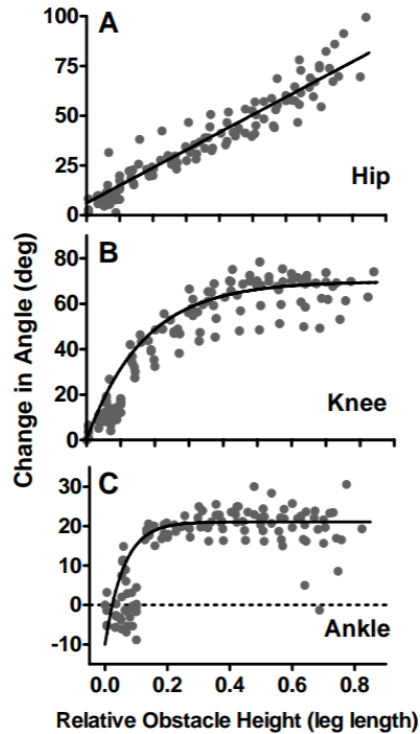 A
100
75
50
25
0
Hip
B
80
60
40
20
0
Knee
C
30
20
10
0
-10
Ankle
0.0 0.2 0.4 0.6 0.8
Change in Angle (deg)
Relative Obstacle Height (leg length)